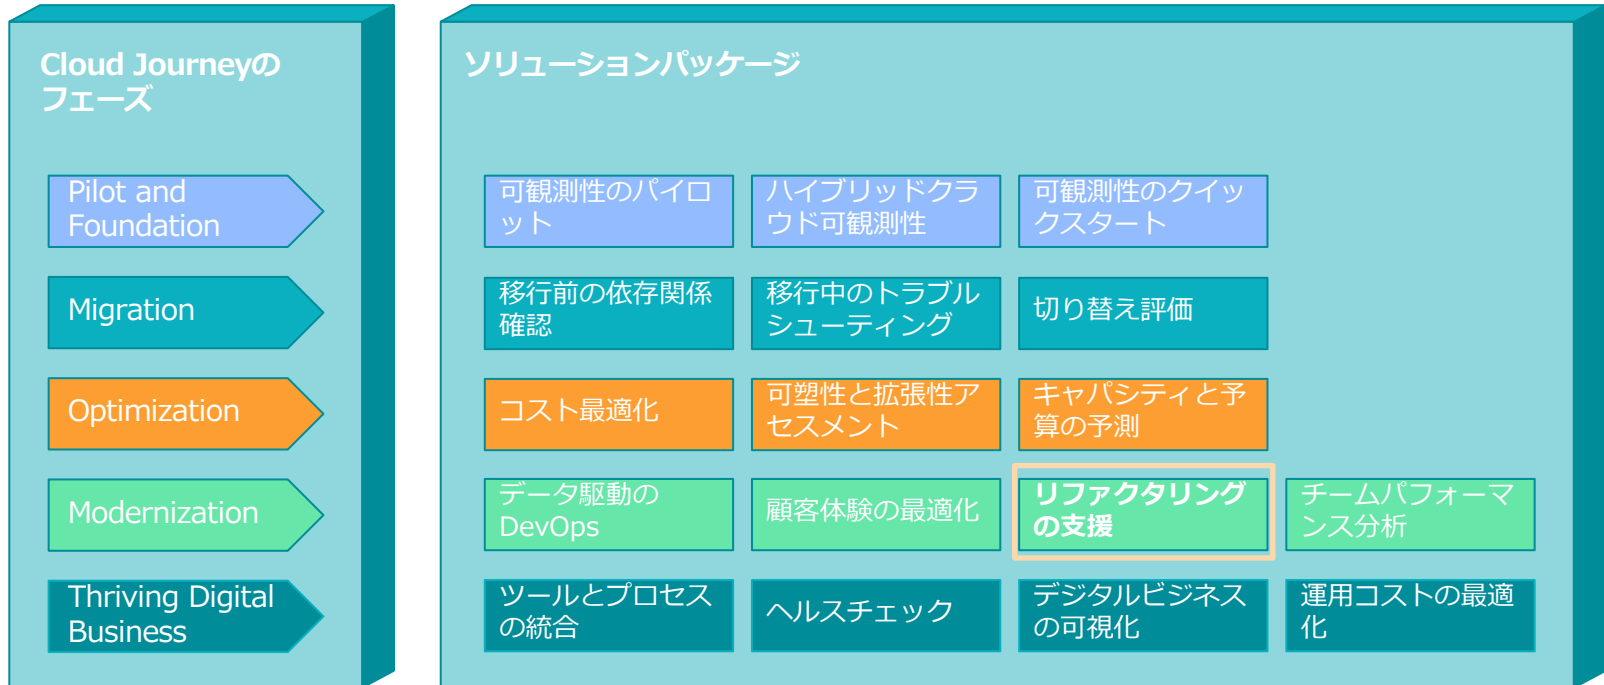 Cloud Journeyの
フェーズ
ソリューションパッケージ
Pilot and
Foundation
可観測性のパイロ
ット
ハイブリッドクラ
ウド可観測性
可観測性のクイッ
クスタート
Migration
移行前の依存関係
確認
移行中のトラブル
シューティング
切り替え評価
Optimization
コスト最適化
可塑性と拡張性ア
セスメント
キャパシティと予
算の予測
Modernization
データ駆動の
DevOps
顧客体験の最適化
リファクタリング
の支援
チームパフォーマ
ンス分析
Thriving Digital
Business
ツールとプロセス
の統合
ヘルスチェック
デジタルビジネス
の可視化
運用コストの最適
化